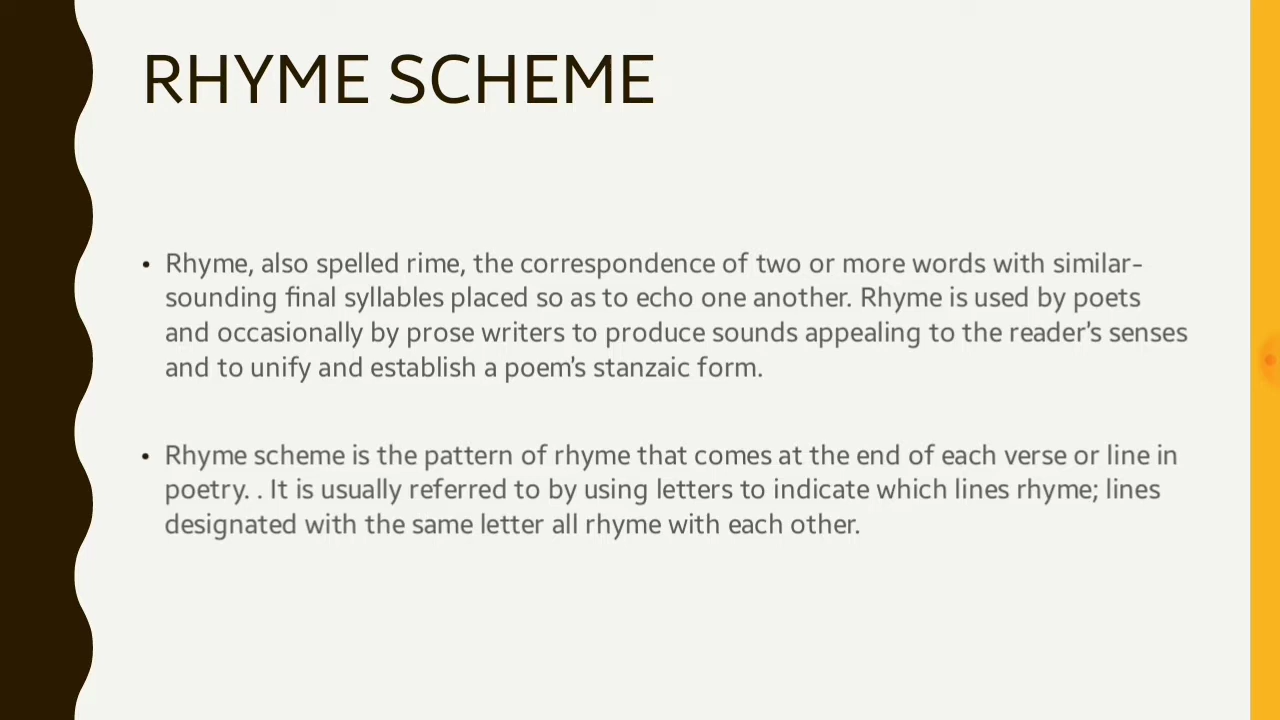 RHYME SCHEME
• Rhyme, also spelled rime, the correspondence of two or more words with similar-
sounding final syllables placed so as to echo one another. Rhyme is used by poets
and occasionally by prose writers to produce sounds appealing to the reader's senses
and to unify and establish a poem's stanzaic form.
• Rhyme scheme is the pattern of rhyme that comes at the end of each verse or line in
poetry. . It is usually referred to by using letters to indicate which lines rhyme; lines
designated with the same letter all rhyme with each other.